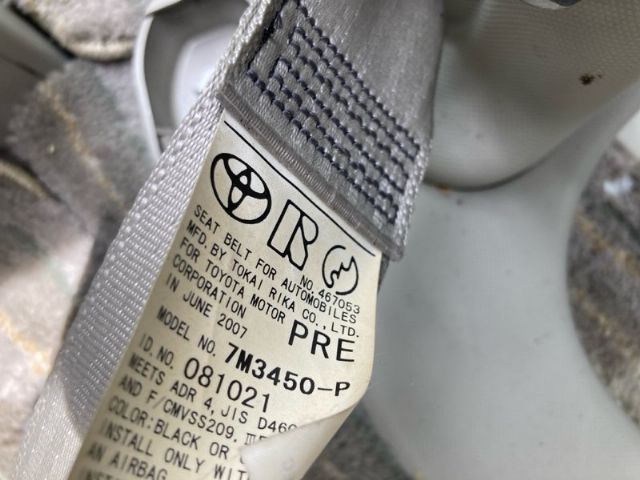 NO. 467053
SEAT BELT FOR AUTOMOBILES
MFD. BY TOKAI RIKA CO., LTD.
FOR TOYOTA MOTOR
CORPORATION
IN JUNE 2007
PRE
MODEL NO. 7M3450-P
ID. NO. 081021
MEETS ADR 4, JIS
AND F/CMVSS209.
COLOR:BLACK OR
INSTALL ONLY
AN AIRBAG